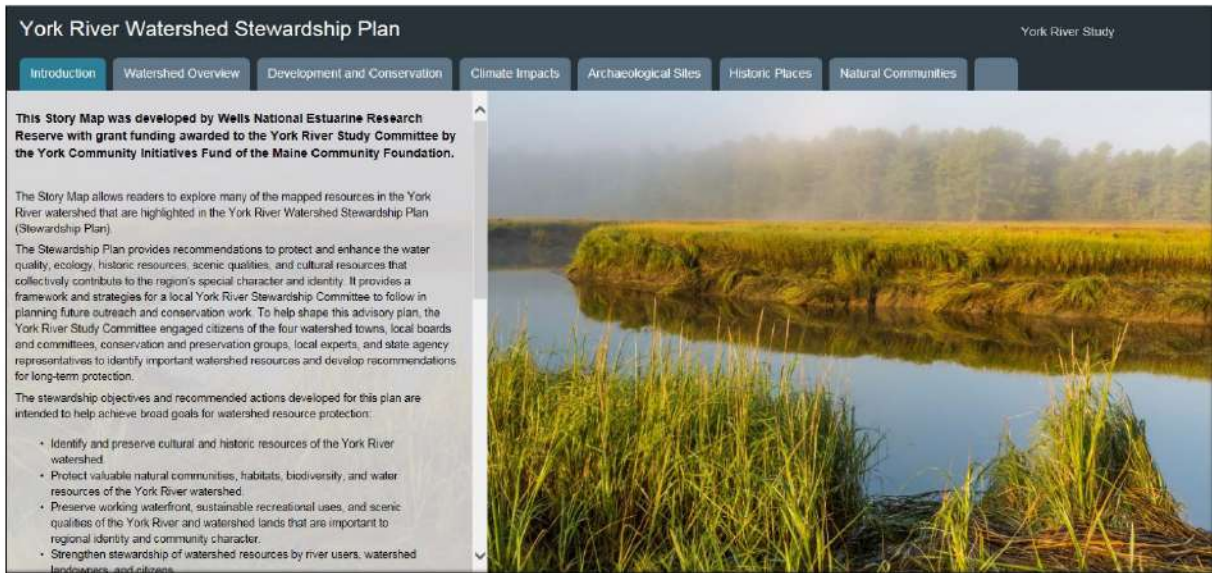 York River Watershed Stewardship Plan
York River Study
Introduction
Watershed Overview
Development and Conservation
Climate Impacts
Archaeological Sites
Historic Places
Natural Communities
This Story Map was developed by Wells National Estuarine Research
Reserve with grant funding awarded to the York River Study Committee by
the York Community Initiatives Fund of the Maine Community Foundation.
The Story Map allows readers to explore many of the mapped resources in the York
River watershed that are highlighted in the York River Watershed Stewardship Plan
(Stewardship Plan).
The Stewardship Plan provides recommendations to protect and enhance the water
quality, ecology, historic resources, scenic qualities, and cultural resources that
collectively contribute to the region's special character and identity. It provides a
framework and strategies for a local York River Stewardship Committee to follow in
planning future outreach and conservation work. To help shape this advisory plan, the
York River Study Committee engaged citizens of the four watershed towns, local boards
and committees, conservation and preservation groups, local experts, and state agency
representatives to identify important watershed resources and develop recommendations
for long-term protection.
The stewardship objectives and recommended actions developed for this plan are
intended to help achieve broad goals for watershed resource protection:
• Identify and preserve cultural and historic resources of the York River
watershed.
• Protect valuable natural communities, habitats, biodiversity, and water
resources of the York River watershed.
• Preserve working waterfront, sustainable recreational uses, and scenic
qualities of the York River and watershed lands that are important to
regional identity and community character.
• Strengthen stewardship of watershed resources by river users, watershed
landowners, and citizens.